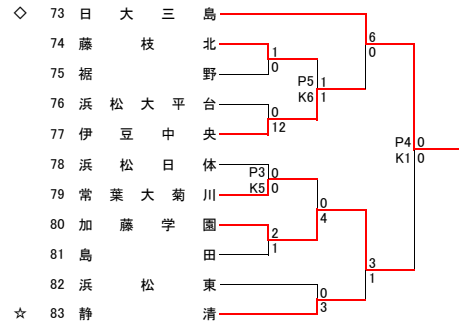 ◇ 73 日大三島
74 藤枝北
75 裾野
76 浜松大平台
77 伊豆中央
78 浜松日体
79 常葉大菊川
80 加藤学園
81 島田
82 浜松東
☆ 83 静清
1
0
0
12
P3 0
K5 0
2
1
0
3
P5 1
K6 1
0
4
6
0
3
1
P4 0
K1 0